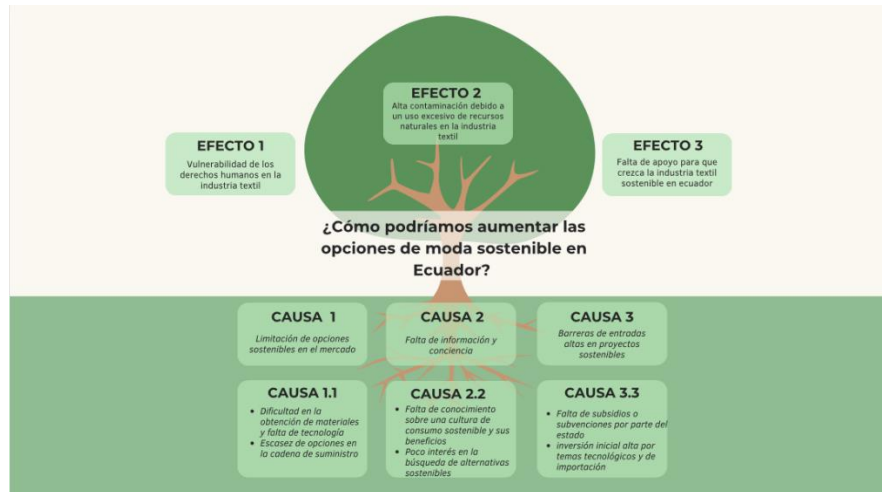 EFECTO 2
Alta contaminación debido a
un uso excesivo de recursos
naturales en la industria
textil
EFECTO 1
Vulnerabilidad de los
derechos humanos en la
industria textil
EFECTO 3
Falta de apoyo para que
crezca la industria textil
sostenible en ecuador
¿Cómo podríamos aumentar las
opciones de moda sostenible en
Ecuador?
CAUSA 1
Limitación de opciones
sostenibles en el mercado
CAUSA 2
Falta de información y
conciencia
CAUSA 3
Barreras de entradas
altas en proyectos
sostenibles
CAUSA 1.1
• Dificultad en la
obtención de materiales
y falta de tecnología
• Escasez de opciones en
la cadena de suministro
CAUSA 2.2
• Falta de conocimiento
sobre una cultura de
consumo sostenible y sus
beneficios
• Poco interés en la
búsqueda de alternativas
sostenibles
CAUSA 3.3
• Falta de subsidios o
subvenciones por parte del
estado
• inversión inicial alta por
temas tecnológicos y de
importación